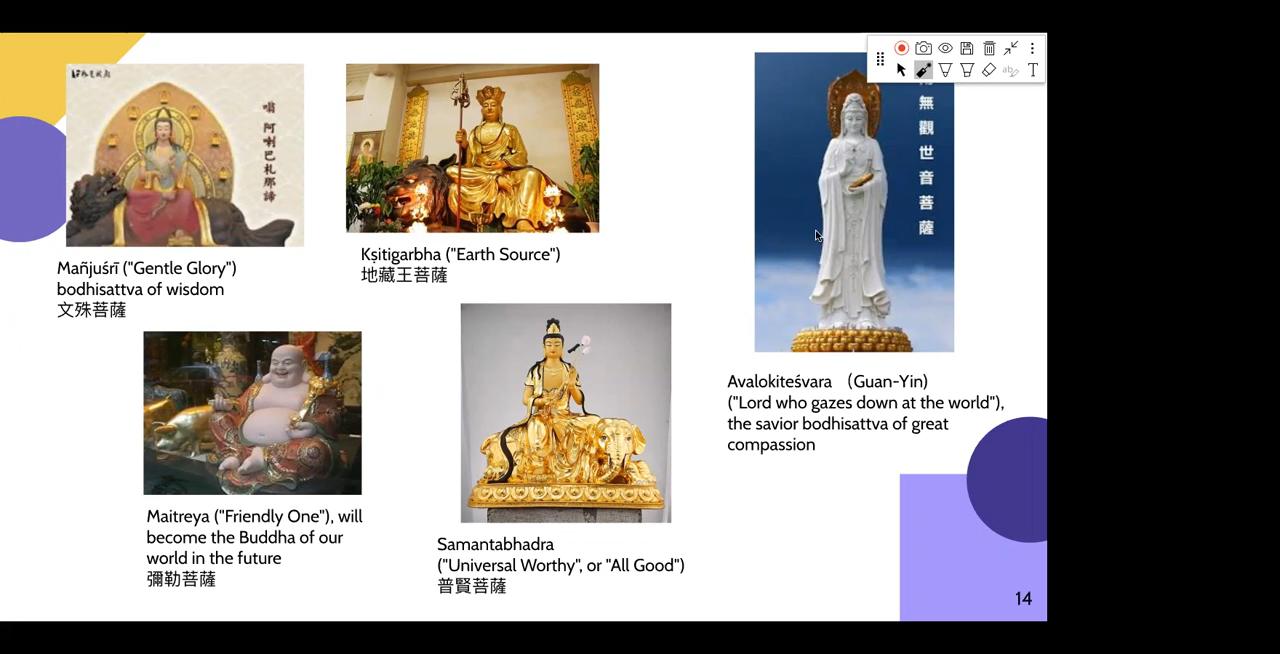 嗡
阿喇巴札那諦
Mañjuśrī ("Gentle Glory")
bodhisattva of wisdom
文殊菩薩
Kṣitigarbha ("Earth Source")
地藏王菩薩
無觀世音菩薩
Avalokiteśvara （Guan-Yin)
("Lord who gazes down at the world"),
the savior bodhisattva of great
compassion
Maitreya ("Friendly One"), will
become the Buddha of our
world in the future
彌勒菩薩
Samantabhadra
("Universal Worthy", or "All Good")
普賢菩薩
14